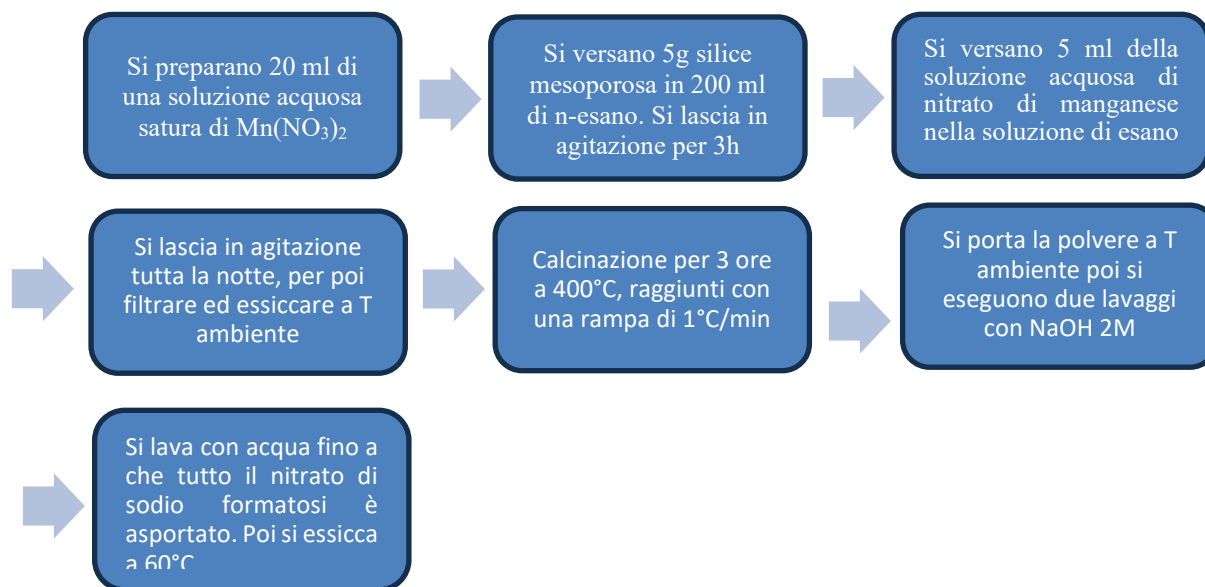 Si preparano 20 ml di
una soluzione acquosa
satura di Mn(NO3)2
Si versano 5g silice
mesoporosa in 200 ml
di n-esano. Si lascia in
agitazione per 3h
Si versano 5 ml della
soluzione acquosa di
nitrato di manganese
nella soluzione di esano
Si lascia in agitazione
tutta la notte, per poi
filtrare ed essiccare a T
ambiente
Calcinazione per 3 ore
a 400°C, raggiunti con
una rampa di 1°C/min
Si porta la polvere a T
ambiente poi si
eseguono due lavaggi
con NaOH 2M
Si lava con acqua fino a
che tutto il nitrato di
sodio formatosi è
asportato. Poi si essicca
a 60°C